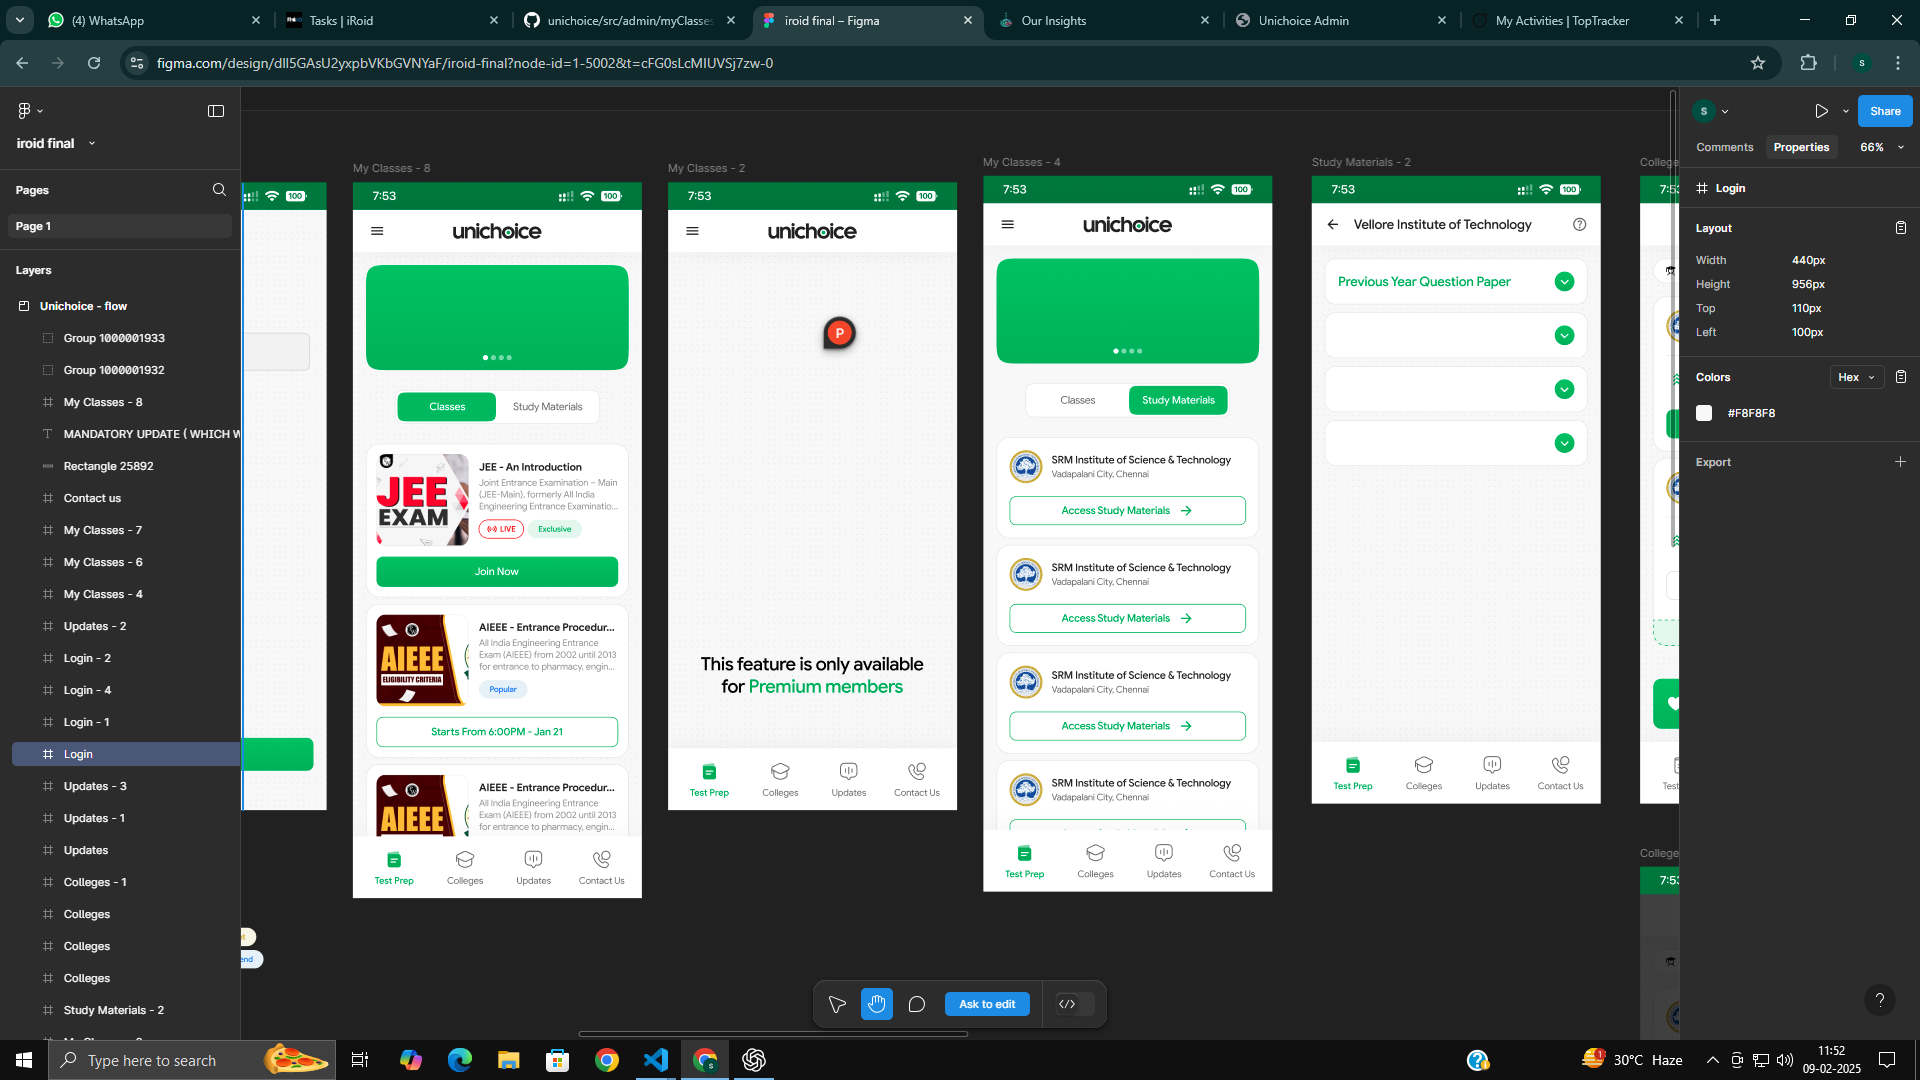 (4) WhatsApp
Tasks | iRoid
unichoice/src/admin/myClasses
iroid final – Figma
Our Insights
Unichoice Admin
My Activities | TopTracker
figma.com/design/dll5GAsU2yxpbVKbGVNYaF/iroid-final?node-id=1-5002&t=cFG0sLcMIUVSj7zw-0
S
iroid final
Pages
Page 1
Layers
Unichoice - flow
Group 1000001933
Group 1000001932
My Classes - 8
MANDATORY UPDATE ( WHICH W
Rectangle 25892
Contact us
My Classes - 7
My Classes - 6
My Classes - 4
Updates - 2
Login - 2
Login - 4
Login - 1
Login
Updates - 3
Updates - 1
Updates
Colleges - 1
Colleges
Colleges
Colleges
Study Materials - 2
100
end
My Classes - 8
7:53
100
unichoice
Classes
Study Materials
JEE EXAM
JEE - An Introduction
Joint Entrance Examination – Main
(JEE-Main), formerly All India
Engineering Entrance Examinatio...
LIVE
Exclusive
Join Now
AIEEE
ELIGIBILITY CRITERIA
AIEEE - Entrance Procedur...
All India Engineering Entrance
Exam (AIEEE) from 2002 until 2013
for entrance to pharmacy, engin...
Popular
Starts From 6:00PM - Jan 21
AIEEE
AIEEE - Entrance Procedur...
All India Engineering Entrance
Exam (AIEEE) from 2002 until 2013
for entrance to pharmacy, engin...
Test Prep
Colleges
Updates
Contact Us
My Classes - 2
7:53
100
unichoice
P
This feature is only available
for Premium members
Test Prep
Colleges
Updates
Contact Us
My Classes - 4
7:53
100
unichoice
Classes
Study Materials
SRM Institute of Science & Technology
Vadapalani City, Chennai
Access Study Materials
SRM Institute of Science & Technology
Vadapalani City, Chennai
Access Study Materials
SRM Institute of Science & Technology
Vadapalani City, Chennai
Access Study Materials
SRM Institute of Science & Technology
Vadapalani City, Chennai
Test Prep
Colleges
Updates
Contact Us
Study Materials - 2
7:53
100
Vellore Institute of Technology
Previous Year Question Paper
Test Prep
Colleges
Updates
Contact Us
College
7:53
Test
College
7:53
Ask to edit
S
Share
Comments
Properties
66%
Login
Layout
Width 440px
Height 956px
Top 110px
Left 100px
Colors
Hex
#F8F8F8
Export
?
Type here to search
1
30°C Haze
11:52
09-02-2025